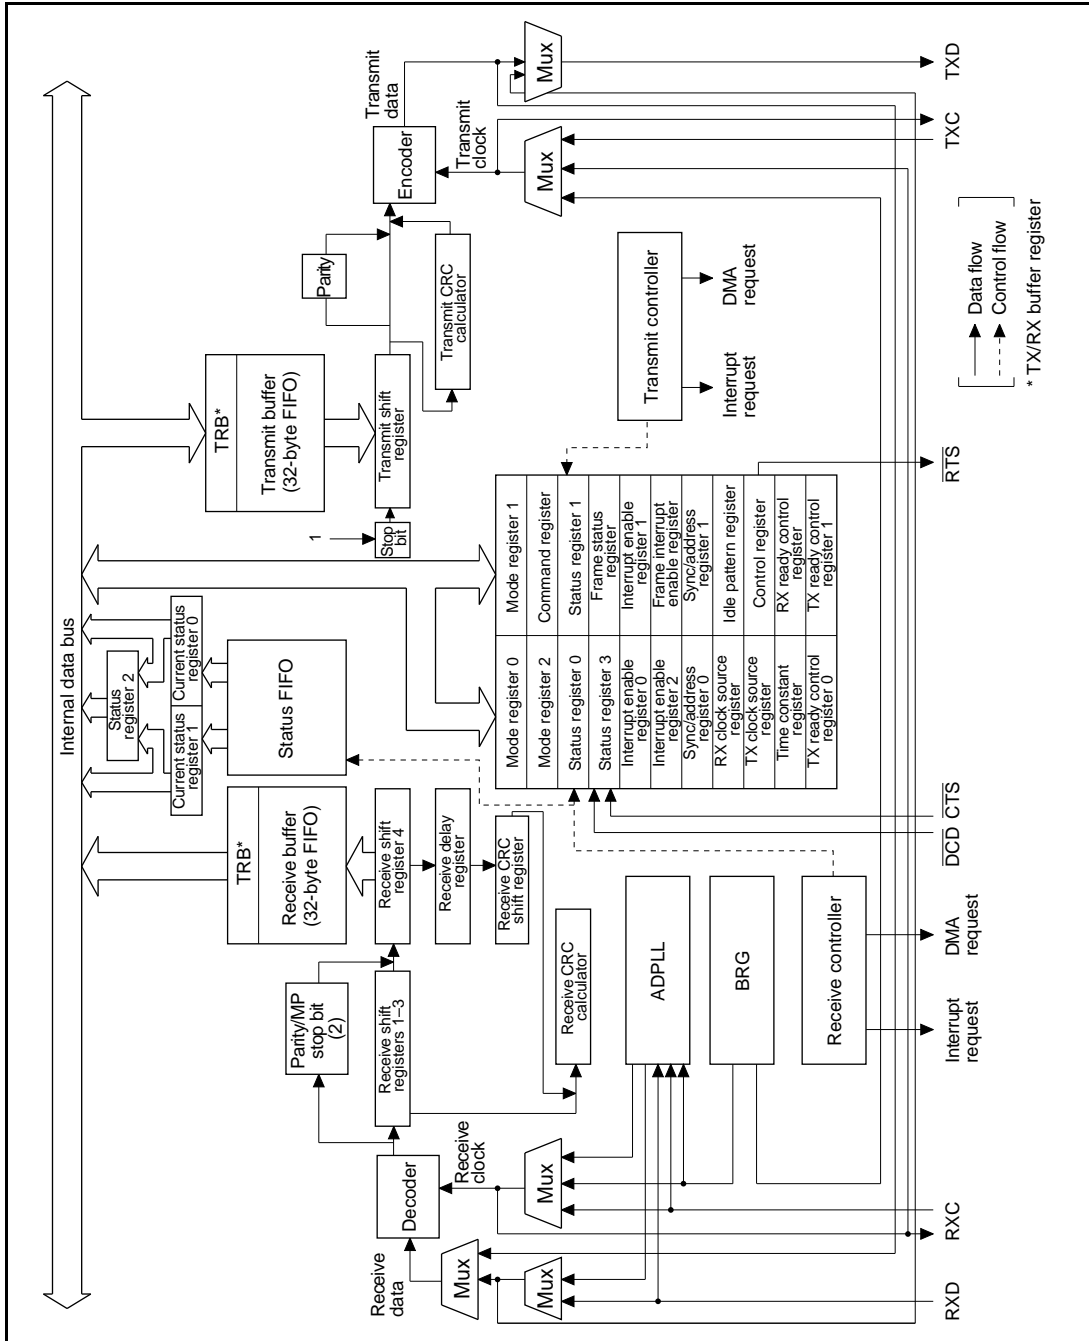 Internal data bus
Status
register 2
Current status
register 1
Current status
register 0
Status FIFO
TRB*
Receive buffer
(32-byte FIFO)
TRB*
Transmit buffer
(32-byte FIFO)
Parity/MP
stop bit
(2)
Receive shift
registers 1–3
Receive shift
register 4
Receive delay
register
Receive CRC
shift register
Receive CRC
calculator
1
Stop
bit
Transmit shift
register
Parity
Transmit CRC
calculator
Encoder
Transmit
data
Transmit
clock
Mux
Mux
Decoder
Receive
data
Receive
clock
Mux
Mux
Mux
ADPLL
BRG
Receive controller
Interrupt
request
DMA
request
Mode register 0
Mode register 1
Mode register 2
Command register
Status register 0
Status register 1
Status register 3
Frame status
register
Interrupt enable
register 0
Interrupt enable
register 1
Interrupt enable
register 2
Frame interrupt
enable register
Sync/address
register 0
Sync/address
register 1
RX clock source
register
Idle pattern register
TX clock source
register
Control register
Time constant
register
RX ready control
register
TX ready control
register 0
TX ready control
register 1
Transmit controller
Interrupt
request
DMA
request
RXD
RXC
DCD
CTS
RTS
TXC
TXD
Data flow
Control flow
* TX/RX buffer register